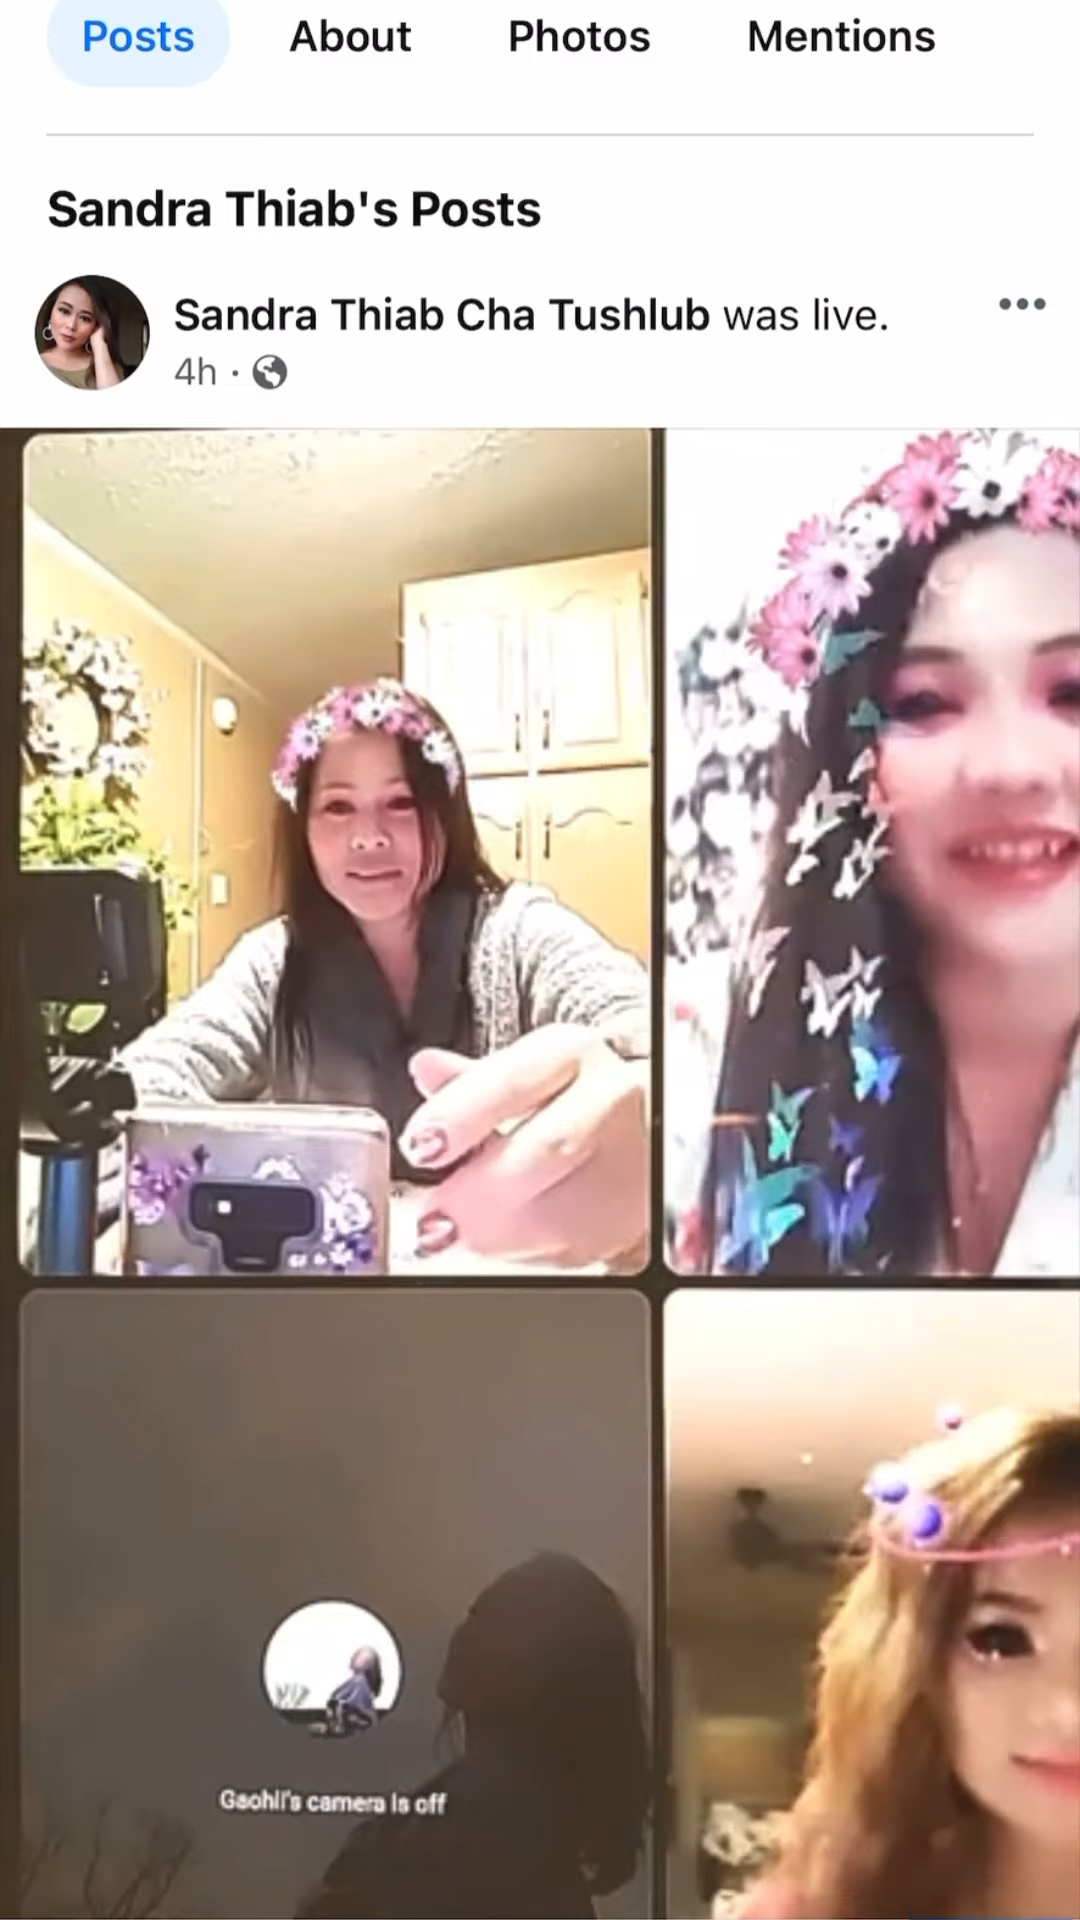 Posts About Photos Mentions
Sandra Thiab's Posts
Sandra Thiab Cha Tushlub was live.
4h ·
Gaohli's camera is off